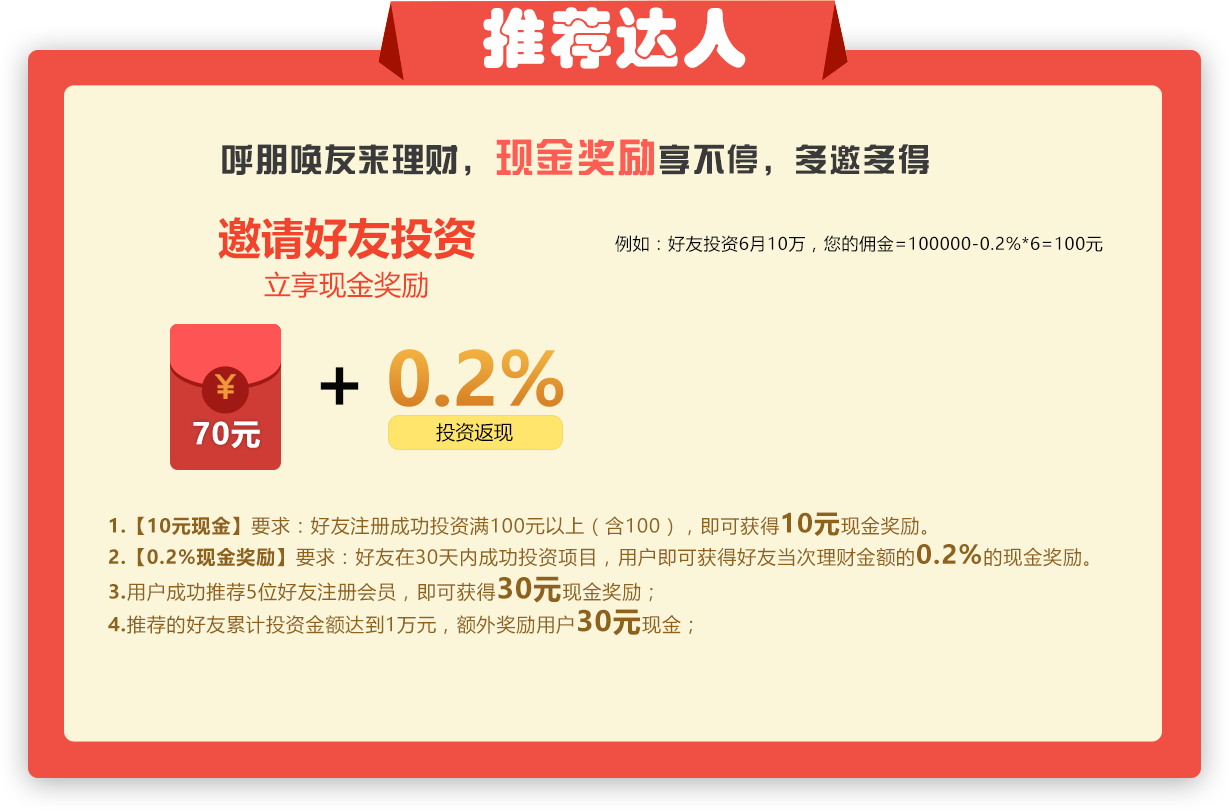 推荐达人
呼朋唤友来理财，现金奖励享不停，多邀多得
邀请好友投资
立享现金奖励
例如：好友投资6月10万，您的佣金=100000-0.2%*6=100元
¥
70元
+
0.2%
投资返现
1.【10元现金】要求：好友注册成功投资满100元以上（含100），即可获得10元现金奖励。
2.【0.2%现金奖励】要求：好友在30天内成功投资项目，用户即可获得好友当次理财金额的0.2%的现金奖励。
3.用户成功推荐5位好友注册会员，即可获得30元现金奖励；
4.推荐的好友累计投资金额达到1万元，额外奖励用户30元现金；